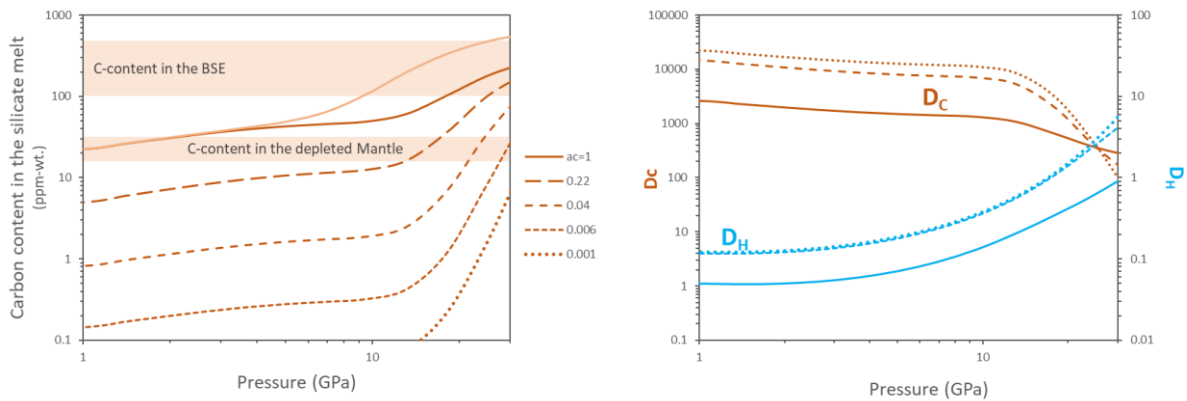 1000
100
10
1
0.1
Carbon content in the silicate melt
(ppm-wt.)
C-content in the BSE
C-content in the depleted Mantle
1
10
Pressure (GPa)
ac=1
0.22
0.04
0.006
0.001
100000
10000
1000
100
10
1
0.1
Dc
D_C
D_H
1
10
Pressure (GPa)
100
10
1
0.1
0.01
D_H